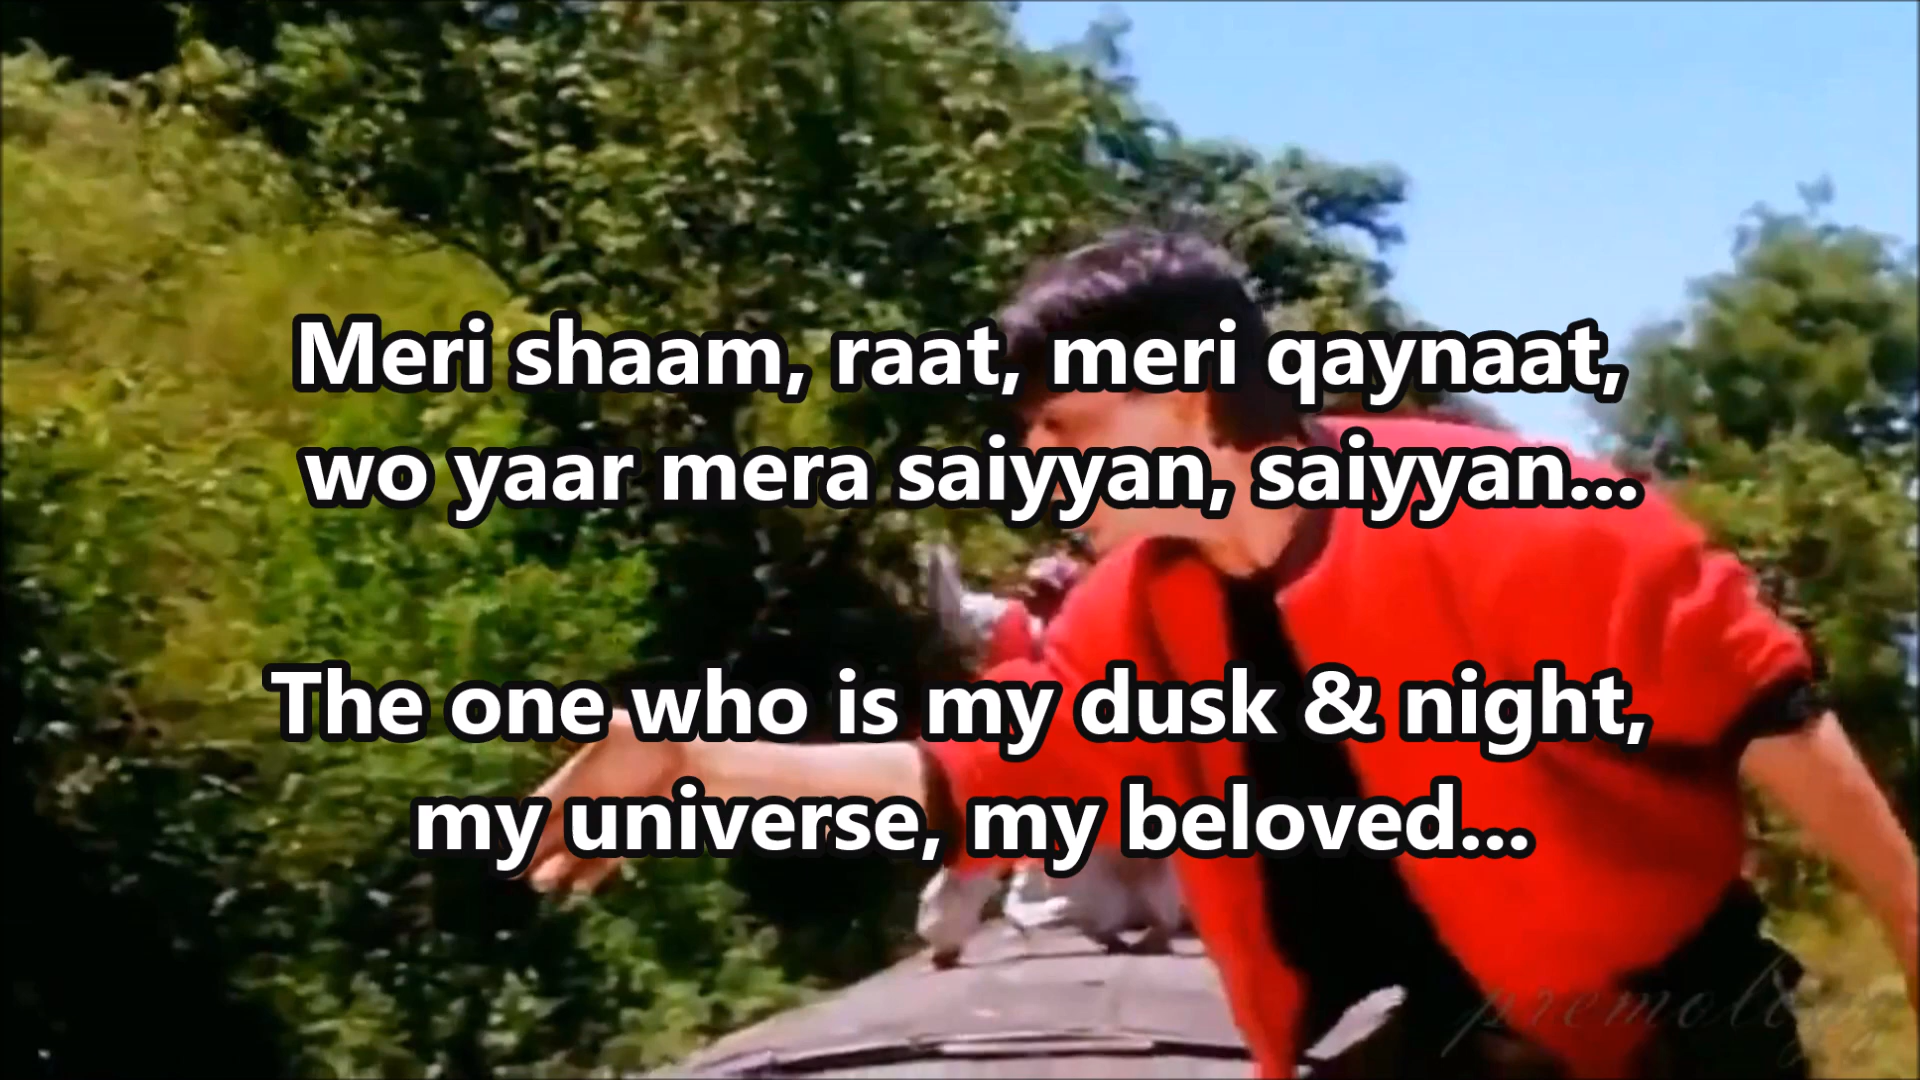 Meri shaam, raat, meri qaynaat,
wo yaar mera saiyyan, saiyyan...
The one who is my dusk & night,
my universe, my beloved...
premology